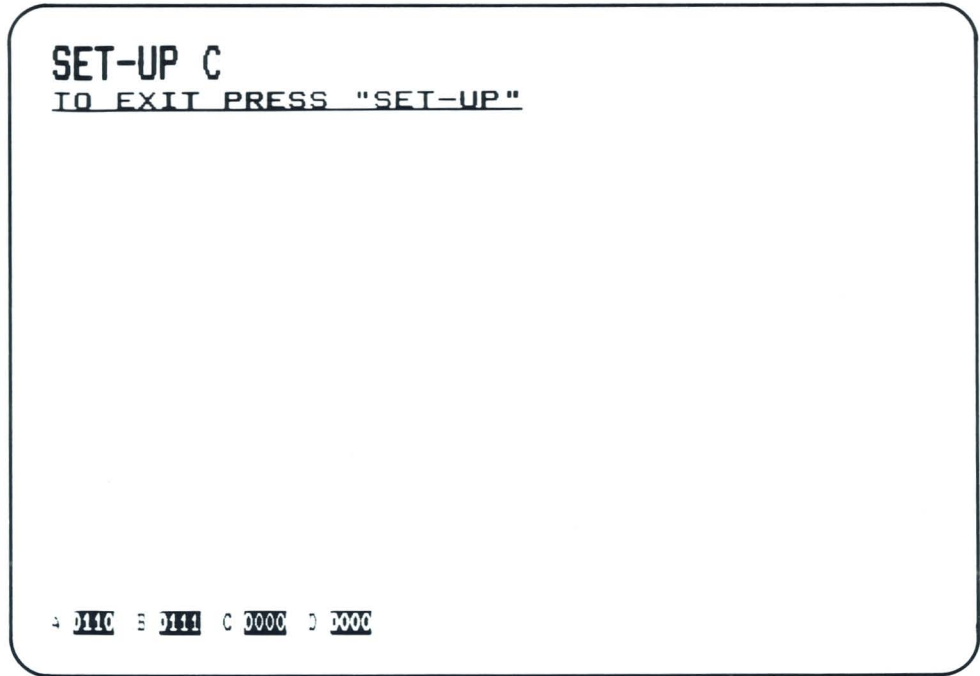 SET-UP C
TO EXIT PRESS "SET-UP"
A 0110 B 0111 C 0000 D 0000